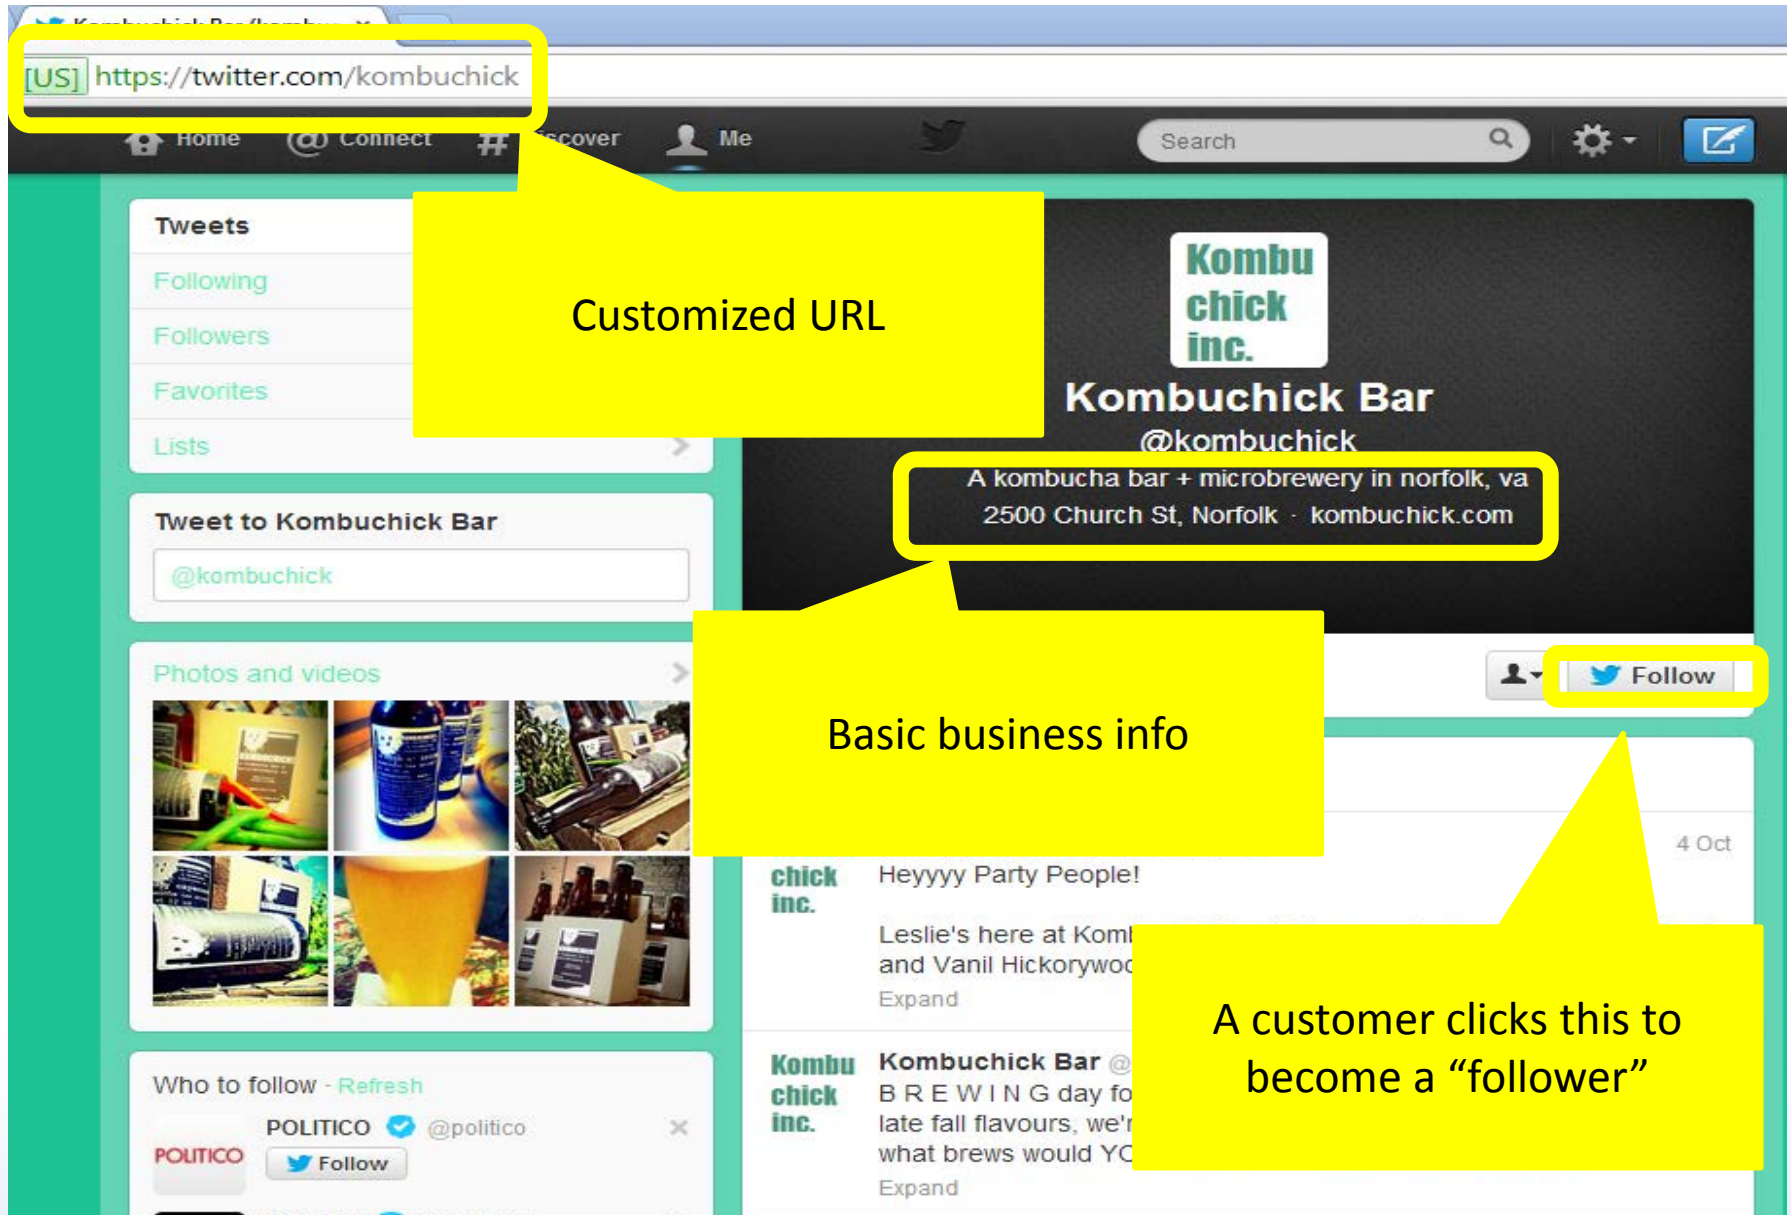 [US] https://twitter.com/kombuchick
Home
@ Connect
#
Me
Search
Tweets
Following
Followers
Favorites
Lists
Customized URL
Kombu
chick
inc.
Kombuchick Bar
@kombuchick
A kombucha bar + microbrewery in norfolk, va
2500 Church St, Norfolk · kombuchick.com
Tweet to Kombuchick Bar
@kombuchick
Basic business info
Follow
Photos and videos
4 Oct
chick
inc.
Heyyyy Party People!
Leslie's here at
and Vanil
Expand
A customer clicks this to
become a “follower”
Kombu
chick
inc.
Kombuchick Bar
B R E W I N G day
late fall flavours,
what brews would
Expand
Who to follow - Refresh
POLITICO
POLITICO @politico
Follow